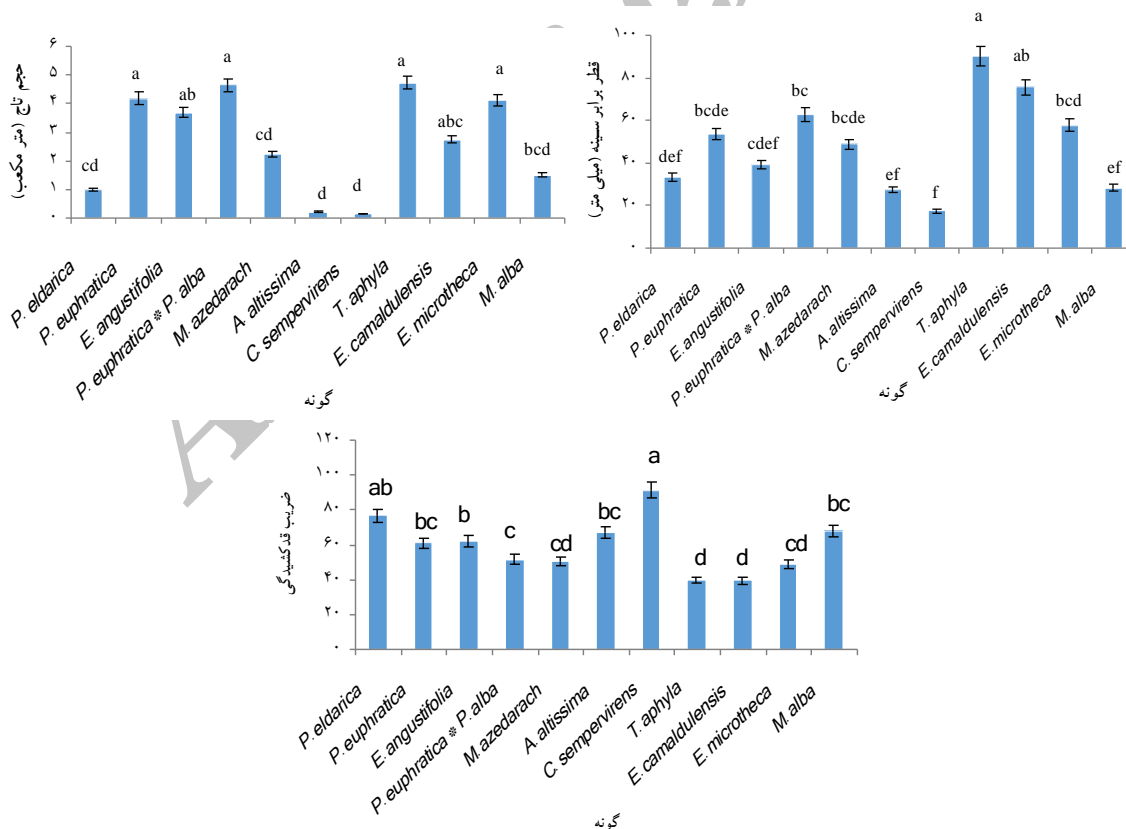 حجم تاج (متر مکعب)
۶
۵
۴
۳
۲
۱
۰
cd
a
ab
a
cd
d
d
a
abc
a
bcd
P. eldarica
P. euphratica
E. angustifolia
P. euphratica * P. alba
M. azedarach
A. altissima
C. sempervirens
T. aphyla
E. camaldulensis
E. microtheca
M. alba
گونه
قطر برابر سینه (میلی متر)
۱۰۰
۸۰
۶۰
۴۰
۲۰
۰
def
bcde
cdef
bc
bcde
ef
f
a
ab
bcd
ef
P. eldarica
P. euphratica
E. angustifolia
P. euphratica * P. alba
M. azedarach
A. altissima
C. sempervirens
T. aphyla
E. camaldulensis
E. microtheca
M. alba
گونه
ضریب قدکشیدگی
۱۲۰
۱۰۰
۸۰
۶۰
۴۰
۲۰
۰
ab
bc
b
c
cd
bc
a
d
d
cd
bc
P. eldarica
P. euphratica
E. angustifolia
P. euphratica * P. alba
M. azedarach
A. altissima
C. sempervirens
T. aphyla
E. camaldulensis
E. microtheca
M. alba
گونه